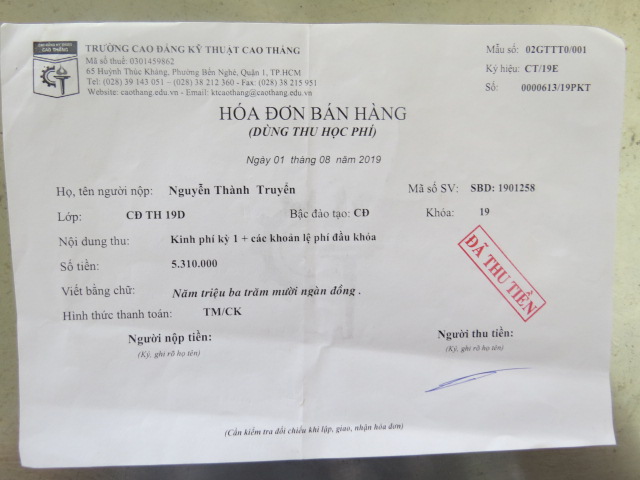 TRƯỜNG CAO ĐẲNG KỸ THUẬT CAO THẮNG
Mã số thuế: 0301459862
65 Huỳnh Thúc Kháng, Phường Bến Nghé, Quận 1, TP.HCM
Tel: (028) 39 143 051 – (028) 38 212 360 - Fax: (028) 38 215 951
Website: caothang.edu.vn - Email: ktcaothang@caothang.edu.vn
CAO THẮNG
Mẫu số: 02GTTT0/001
Ký hiệu: CT/19E
Số: 0000613/19PKT
HÓA ĐƠN BÁN HÀNG
(DÙNG THU HỌC PHÍ)
Ngày 01 tháng 08 năm 2019
Họ, tên người nộp: Nguyễn Thành Truyển Mã số SV: SBD: 1901258
Lớp: CĐ TH 19D Bậc đào tạo: CĐ Khóa: 19
Nội dung thu: Kinh phí kỳ 1 + các khoản lệ phí đầu khóa
Số tiền: 5.310.000
ĐÃ THU TIỀN
Viết bằng chữ: Năm triệu ba trăm mười ngàn đồng .
Hình thức thanh toán: TM/CK
Người nộp tiền: Người thu tiền:
(Ký, ghi rõ họ tên) (Ký, ghi rõ họ tên)
(Cần kiểm tra đối chiếu khi lập, giao, nhận hóa đơn)